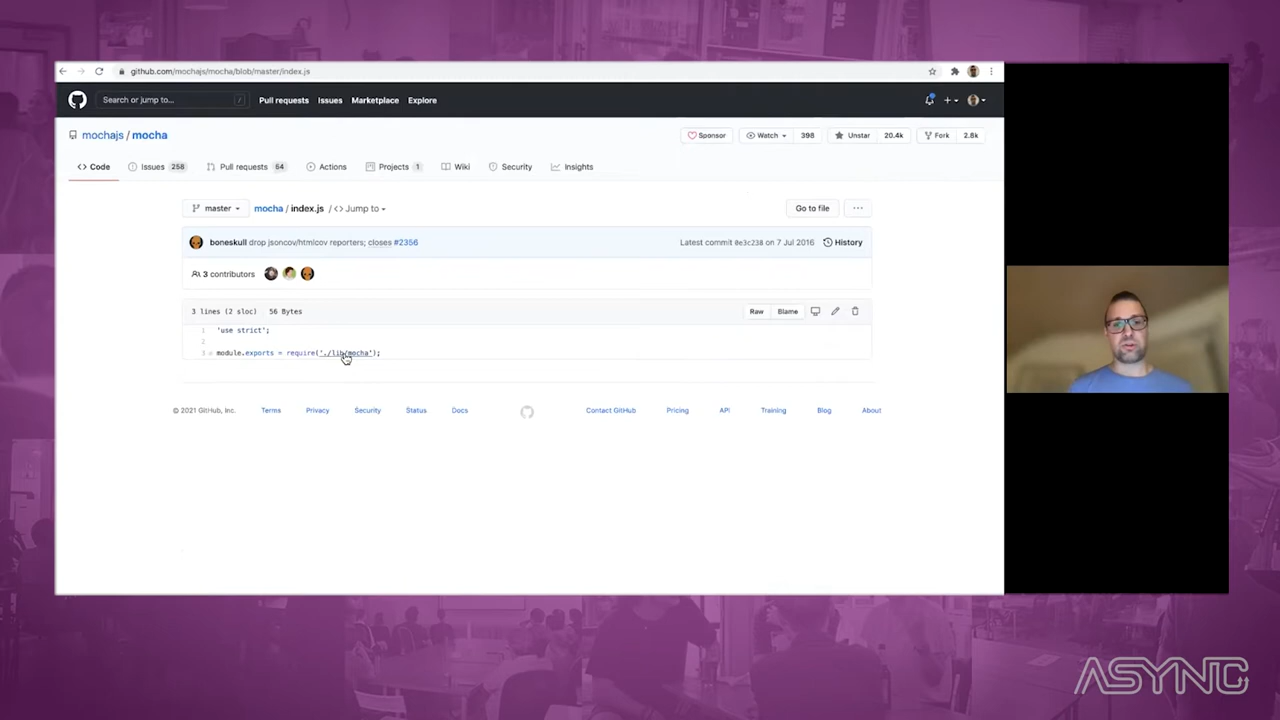 github.com/mochajs/mocha/blob/master/index.js
Search or jump to... /
Pull requests Issues Marketplace Explore
mochajs / mocha
Sponsor Watch 398 Unstar 20.4k Fork 2.8k
Code Issues 258 Pull requests 64 Actions Projects 1 Wiki Security Insights
master mocha / index.js / <> Jump to Go to file ...
boneskull drop jsoncov/htmlcov reporters; closes #2356 Latest commit 0e3c238 on 7 Jul 2016 History
3 contributors
3 lines (2 sloc) 56 Bytes Raw Blame
1 'use strict';
2
3 module.exports = require('./lib/mocha');
© 2021 GitHub, Inc. Terms Privacy Security Status Docs Contact GitHub Pricing API Training Blog About
ASYNC